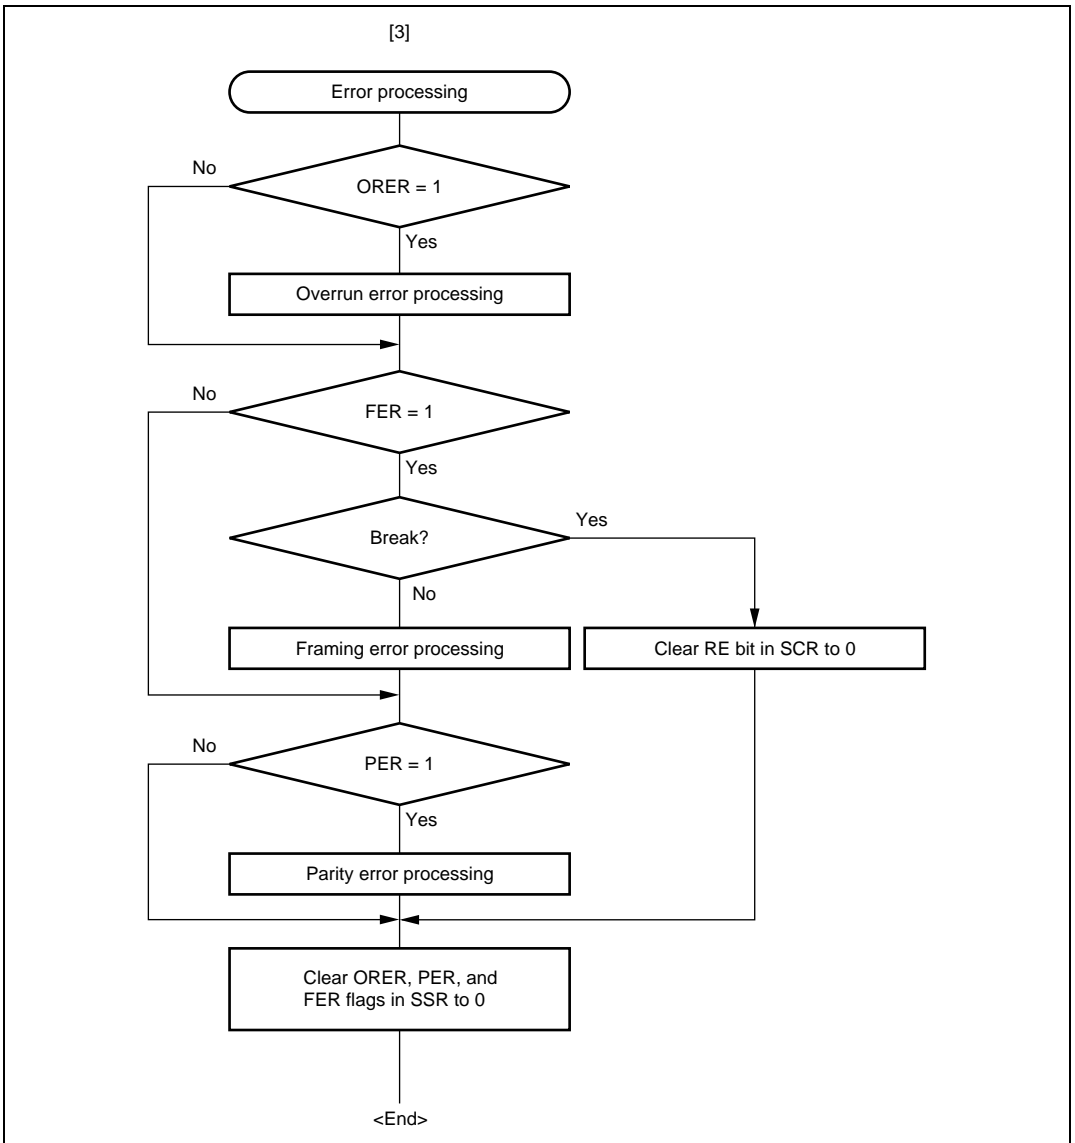 [3]
Error processing
No
ORER = 1
Yes
Overrun error processing
No
FER = 1
Yes
Break?
Yes
No
Framing error processing
Clear RE bit in SCR to 0
No
PER = 1
Yes
Parity error processing
Clear ORER, PER, and
FER flags in SSR to 0
<End>